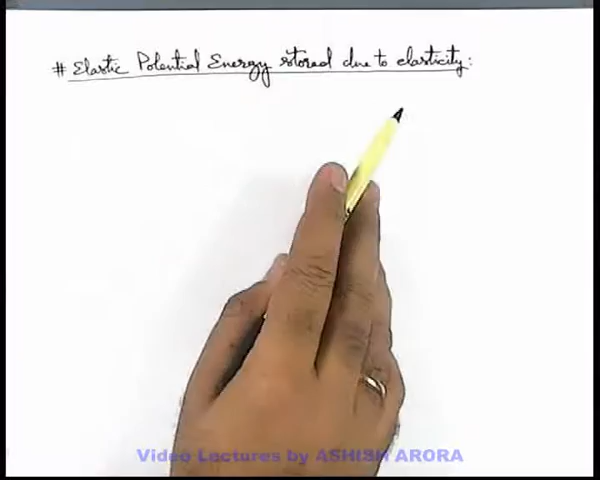 # Elastic Potential Energy stored due to elasticity:
Video Lectures by ASHISH ARORA